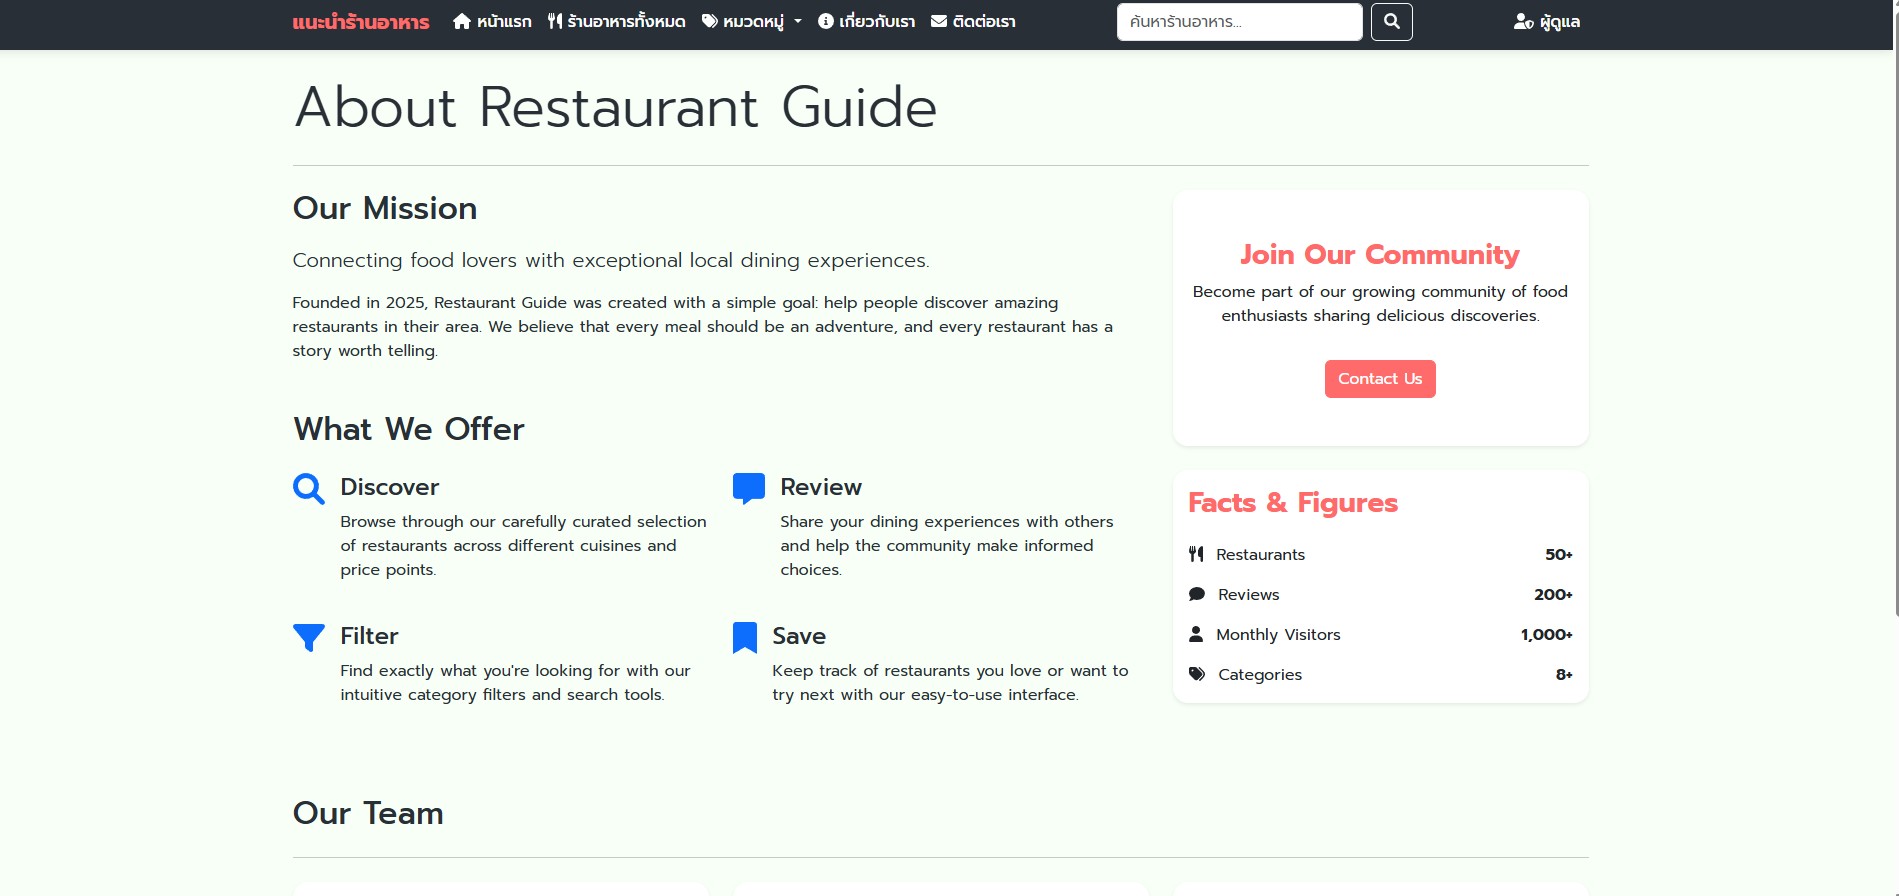 แนะนำร้านอาหาร หน้าแรก ร้านอาหารทั้งหมด หมวดหมู่ เกี่ยวกับเรา ติดต่อเรา ค้นหาร้านอาหาร... ผู้ดูแล
About Restaurant Guide
Our Mission
Connecting food lovers with exceptional local dining experiences.
Founded in 2025, Restaurant Guide was created with a simple goal: help people discover amazing
restaurants in their area. We believe that every meal should be an adventure, and every restaurant has a
story worth telling.
What We Offer
Discover
Browse through our carefully curated selection
of restaurants across different cuisines and
price points.
Review
Share your dining experiences with others
and help the community make informed
choices.
Filter
Find exactly what you're looking for with our
intuitive category filters and search tools.
Save
Keep track of restaurants you love or want to
try next with our easy-to-use interface.
Join Our Community
Become part of our growing community of food
enthusiasts sharing delicious discoveries.
Contact Us
Facts & Figures
Restaurants 50+
Reviews 200+
Monthly Visitors 1,000+
Categories 8+
Our Team